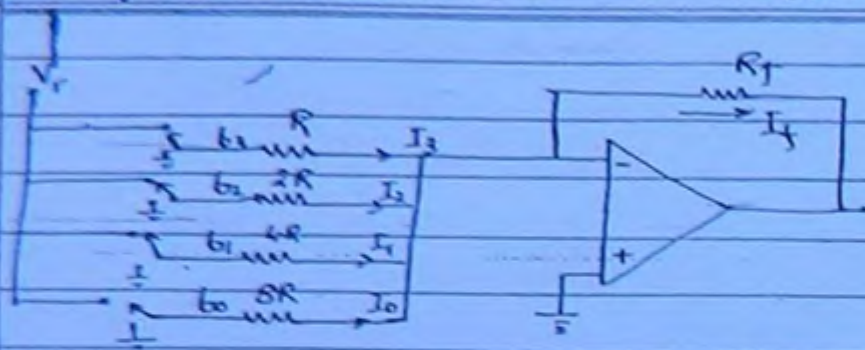 Vr
Rf
If
b3 R I3
b2 2R I2
b1 4R I1
b0 8R I0
-
+